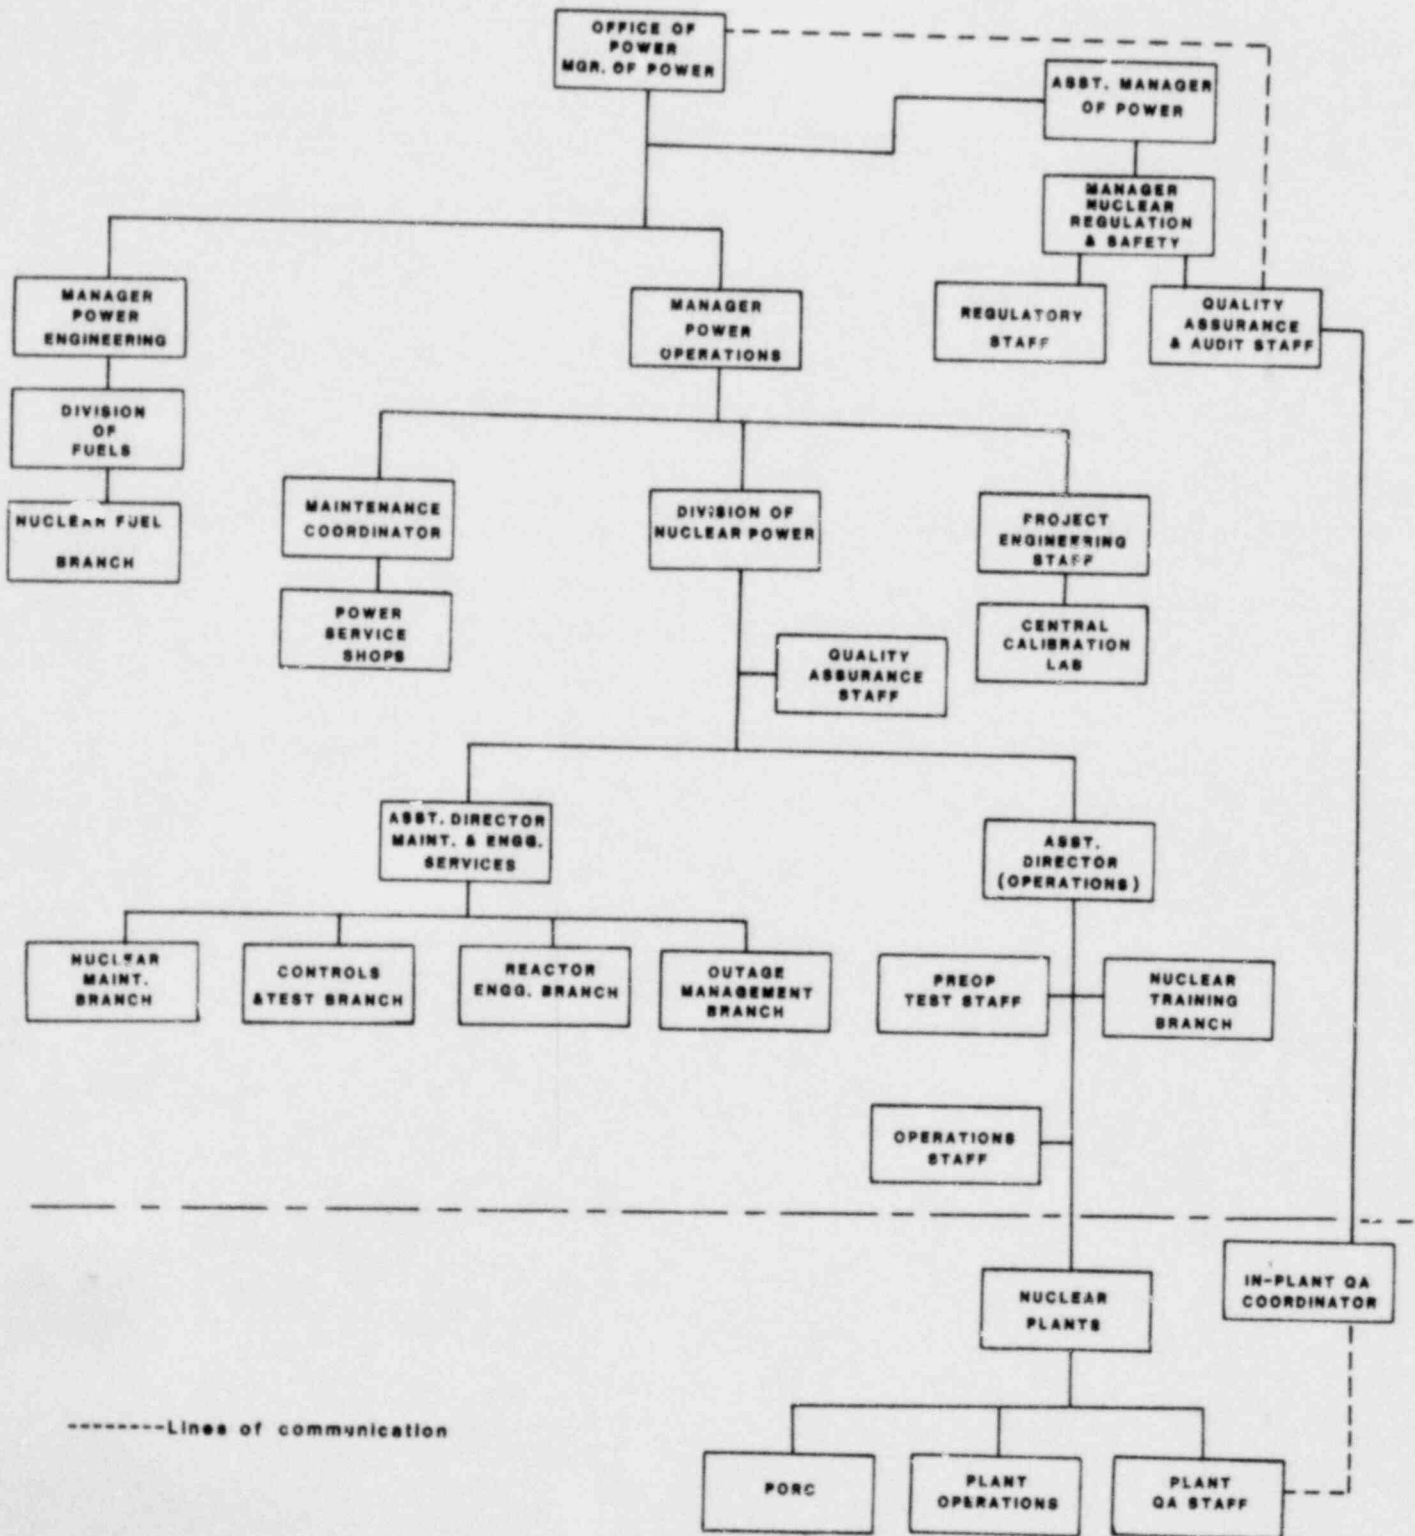 OFFICE OF
POWER
MGR. OF POWER
ASST. MANAGER
OF POWER
MANAGER
NUCLEAR
REGULATION
& SAFETY
MANAGER
POWER
ENGINEERING
MANAGER
POWER
OPERATIONS
REGULATORY
STAFF
QUALITY
ASSURANCE
& AUDIT STAFF
DIVISION
OF
FUELS
NUCLEAR FUEL
BRANCH
MAINTENANCE
COORDINATOR
DIVISION OF
NUCLEAR POWER
PROJECT
ENGINEERING
STAFF
POWER
SERVICE
SHOPS
CENTRAL
CALIBRATION
LAB
QUALITY
ASSURANCE
STAFF
ASST. DIRECTOR
MAINT. & ENGG.
SERVICES
ASST.
DIRECTOR
(OPERATIONS)
NUCLEAR
MAINT.
BRANCH
CONTROLS
&TEST BRANCH
REACTOR
ENGG. BRANCH
OUTAGE
MANAGEMENT
BRANCH
PREOP
TEST STAFF
NUCLEAR
TRAINING
BRANCH
OPERATIONS
STAFF
NUCLEAR
PLANTS
IN-PLANT QA
COORDINATOR
--------Lines of communication
PORC
PLANT
OPERATIONS
PLANT
QA STAFF